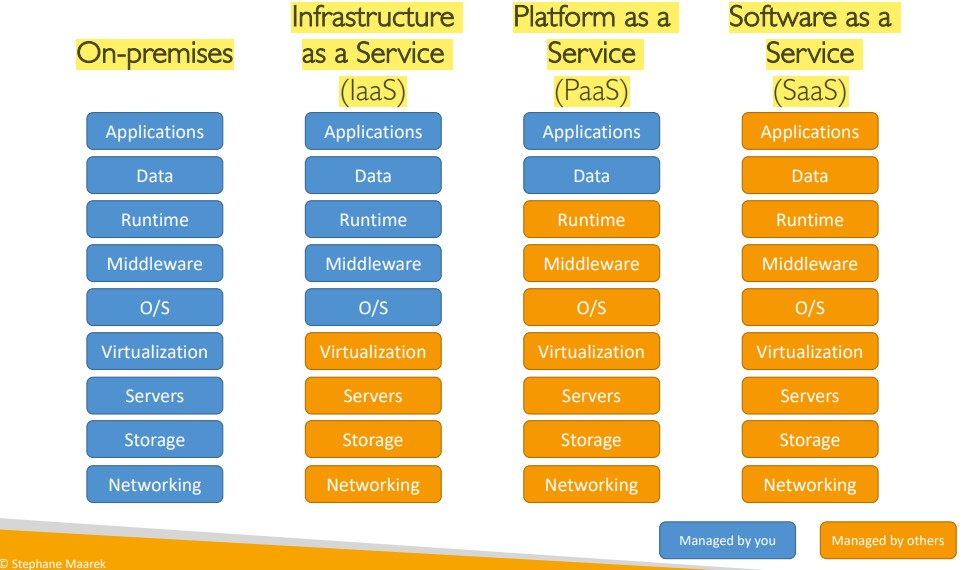 On-premises
Infrastructure
as a Service
(IaaS)
Platform as a
Service
(PaaS)
Software as a
Service
(SaaS)
Applications
Data
Runtime
Middleware
O/S
Virtualization
Servers
Storage
Networking
Applications
Data
Runtime
Middleware
O/S
Virtualization
Servers
Storage
Networking
Applications
Data
Runtime
Middleware
O/S
Virtualization
Servers
Storage
Networking
Applications
Data
Runtime
Middleware
O/S
Virtualization
Servers
Storage
Networking
Managed by you
Managed by others
© Stephane Maarek